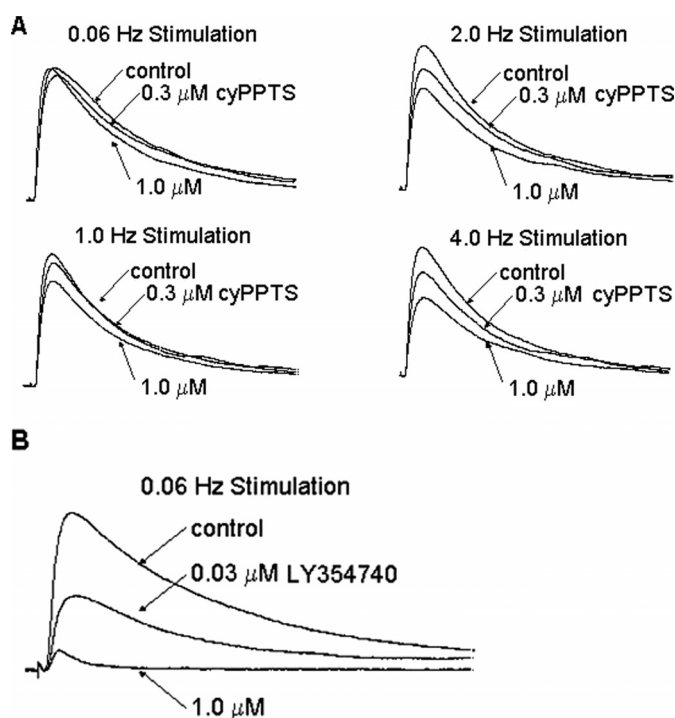 A
0.06 Hz Stimulation
control
0.3 μM cyPPTS
1.0 μM
2.0 Hz Stimulation
control
0.3 μM cyPPTS
1.0 μM
1.0 Hz Stimulation
control
0.3 μM cyPPTS
1.0 μM
4.0 Hz Stimulation
control
0.3 μM cyPPTS
1.0 μM
B
0.06 Hz Stimulation
control
0.03 μM LY354740
1.0 μM